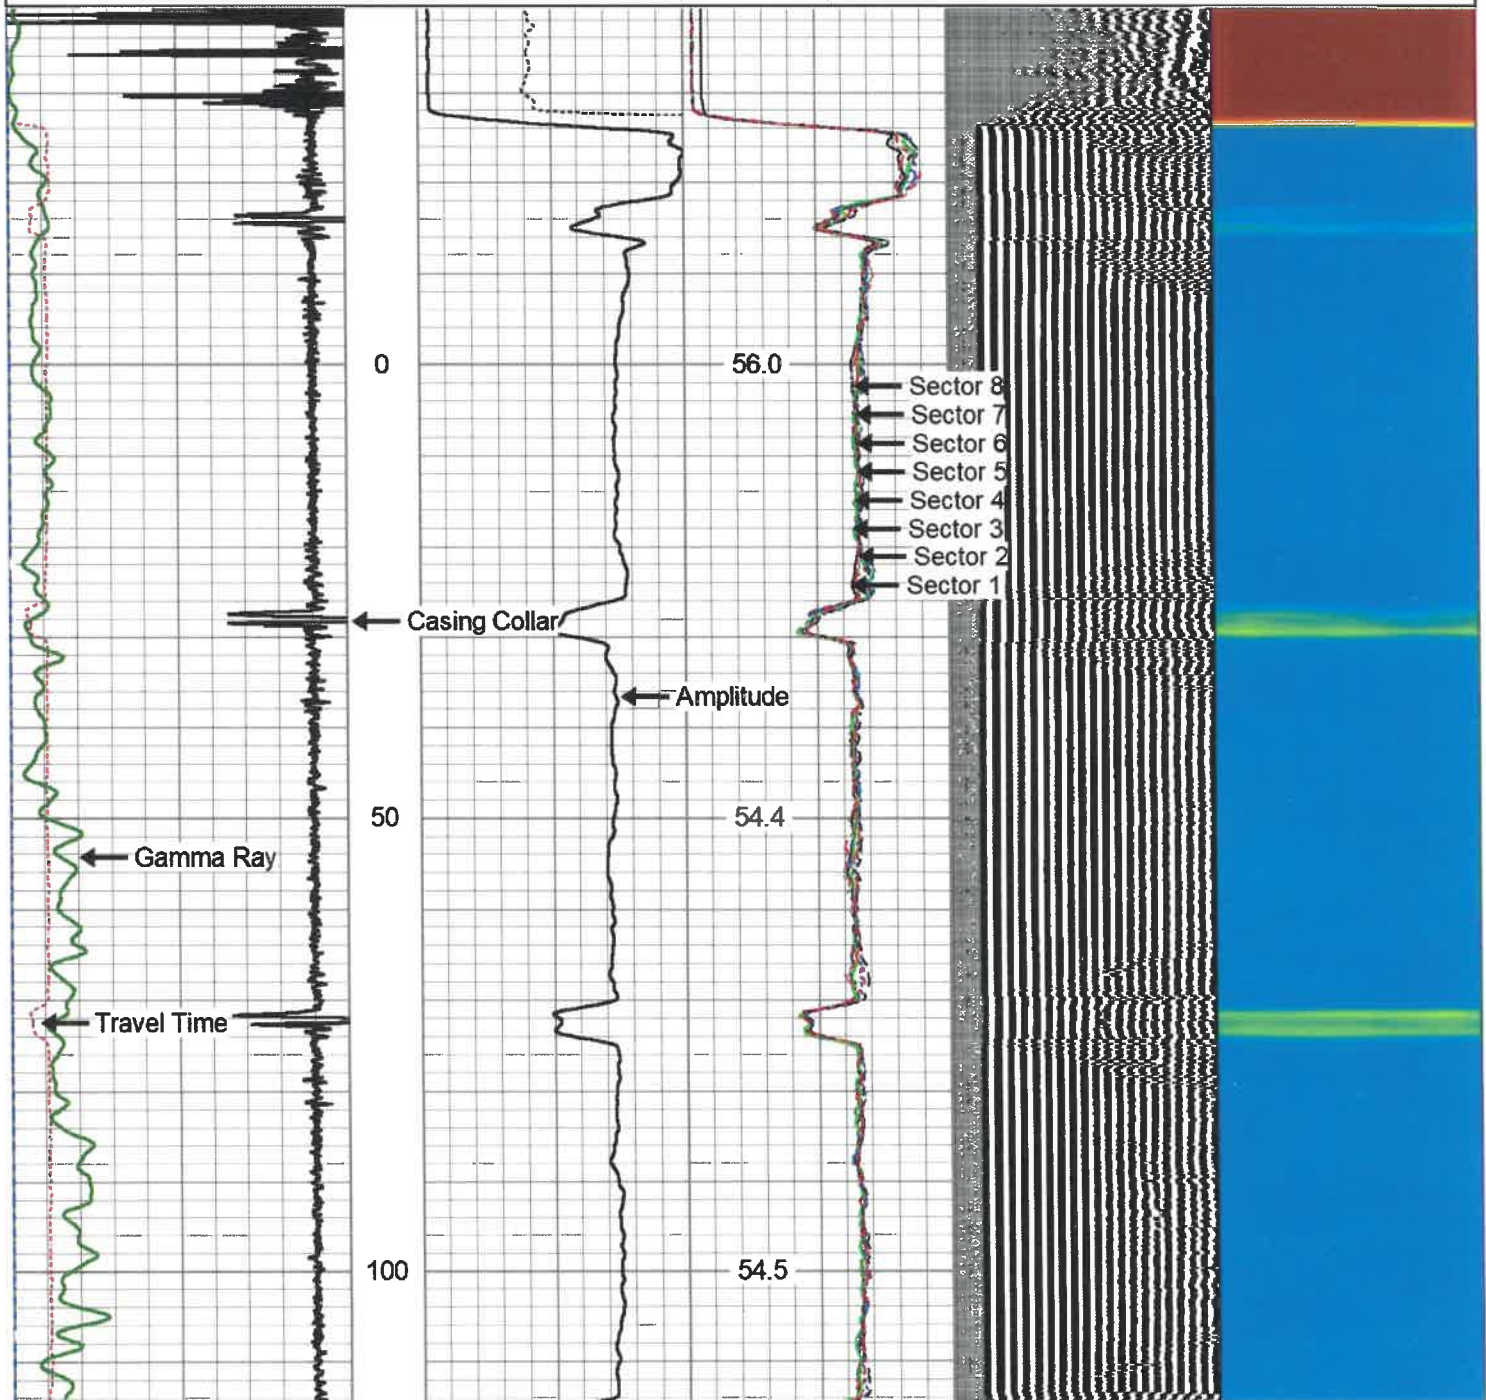 0
56.0
Sector 8
Sector 7
Sector 6
Sector 5
Sector 4
Sector 3
Sector 2
Sector 1
Casing Collar
Amplitude
50
54.4
Gamma Ray
Travel Time
100
54.5